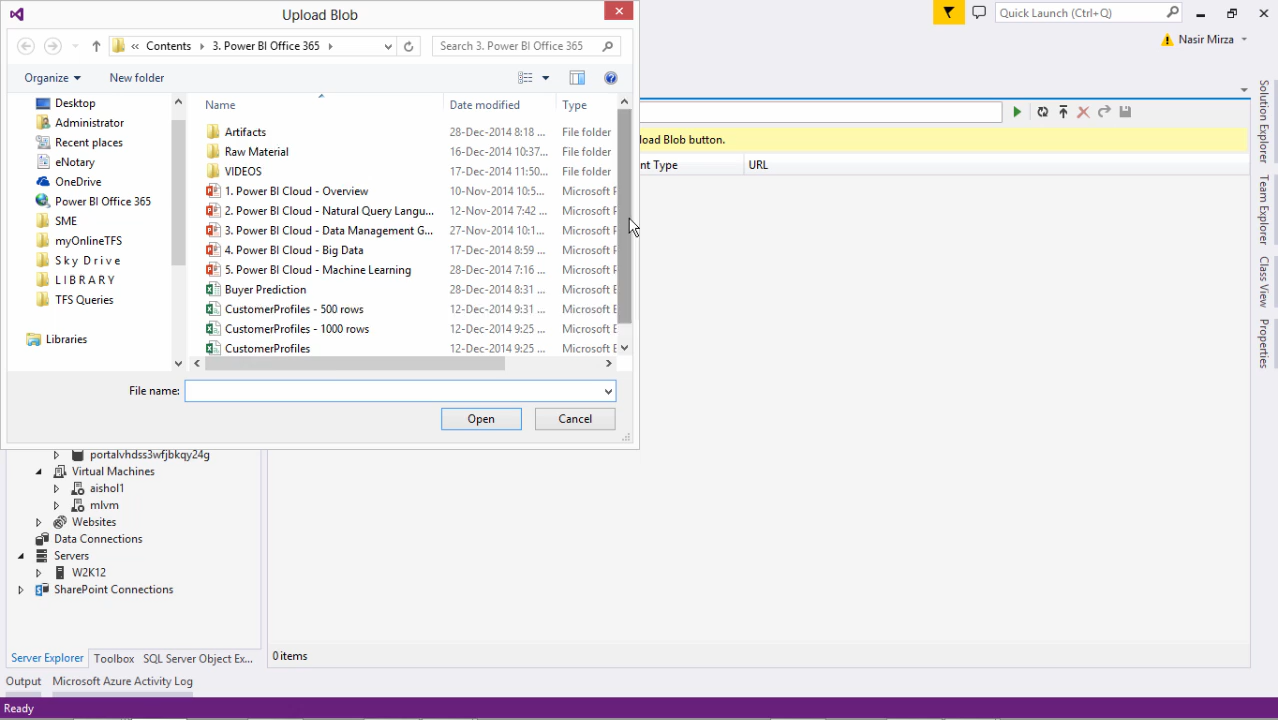 Upload Blob
Quick Launch (Ctrl+Q)
Nasir Mirza
« Contents 3. Power BI Office 365
Search 3. Power BI Office 365
Organize New folder
Name Date modified Type
Desktop
Administrator
Recent places
eNotary
OneDrive
Power BI Office 365
SME
myOnlineTFS
S k y D r i v e
L I B R A R Y
TFS Queries
Libraries
Artifacts 28-Dec-2014 8:18 ... File folder
Raw Material 16-Dec-2014 10:37... File folder
VIDEOS 17-Dec-2014 11:50... File folder
1. Power BI Cloud - Overview 10-Nov-2014 10:5... Microsoft P
2. Power BI Cloud - Natural Query Langu... 12-Nov-2014 7:42 ... Microsoft P
3. Power BI Cloud - Data Management G... 27-Nov-2014 10:1... Microsoft P
4. Power BI Cloud - Big Data 17-Dec-2014 8:59 ... Microsoft P
5. Power BI Cloud - Machine Learning 28-Dec-2014 7:16 ... Microsoft P
Buyer Prediction 28-Dec-2014 8:31 ... Microsoft E
CustomerProfiles - 500 rows 12-Dec-2014 9:31 ... Microsoft E
CustomerProfiles - 1000 rows 12-Dec-2014 9:25 ... Microsoft E
CustomerProfiles 12-Dec-2014 9:25 ... Microsoft E
File name:
Open Cancel
load Blob button.
nt Type URL
Solution Explorer
Team Explorer
Class View
Properties
portalvhdss3wfjbkqy24g
Virtual Machines
aishol1
mlvm
Websites
Data Connections
Servers
W2K12
SharePoint Connections
0 items
Server Explorer Toolbox SQL Server Object Ex...
Output Microsoft Azure Activity Log
Ready